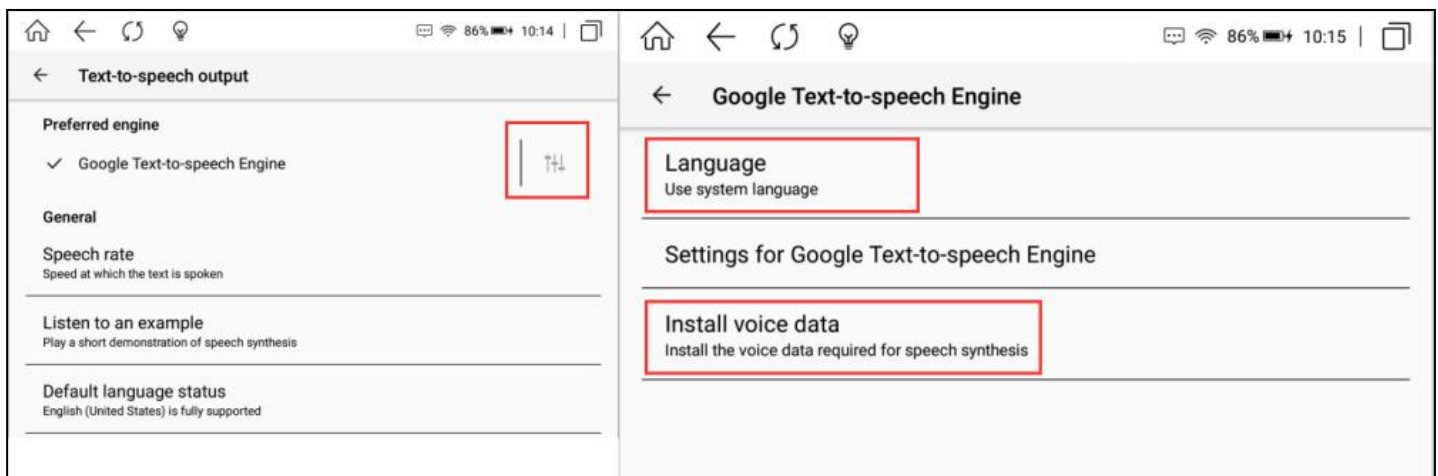 86% 10:14
Text-to-speech output
Preferred engine
Google Text-to-speech Engine
General
Speech rate
Speed at which the text is spoken
Listen to an example
Play a short demonstration of speech synthesis
Default language status
English (United States) is fully supported
86% 10:15
Google Text-to-speech Engine
Language
Use system language
Settings for Google Text-to-speech Engine
Install voice data
Install the voice data required for speech synthesis